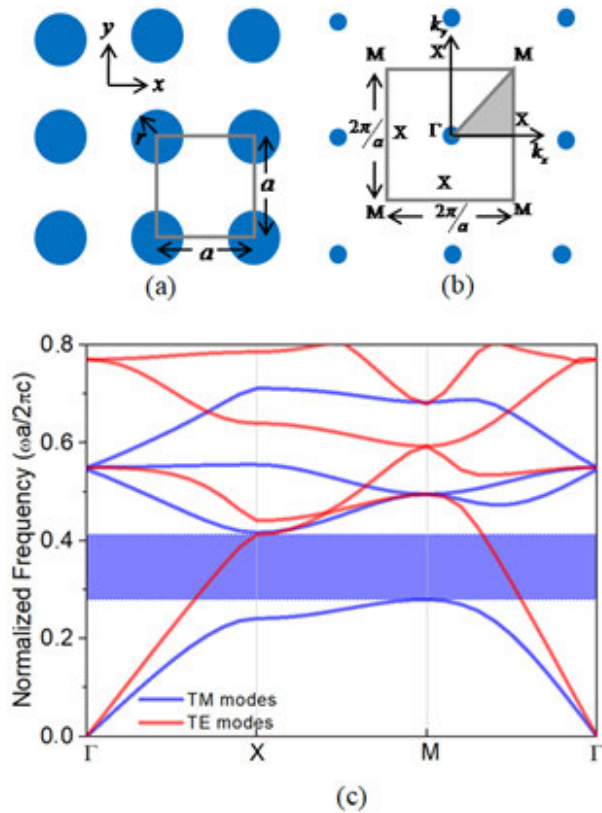 y
x
r
a
a
(a)
k_y
M X M
2π/a X Γ X k_x
X
M M
2π/a
(b)
Normalized Frequency (ωa/2πc)
0.8
0.6
0.4
0.2
0.0
TM modes
TE modes
Γ X M Γ
(c)